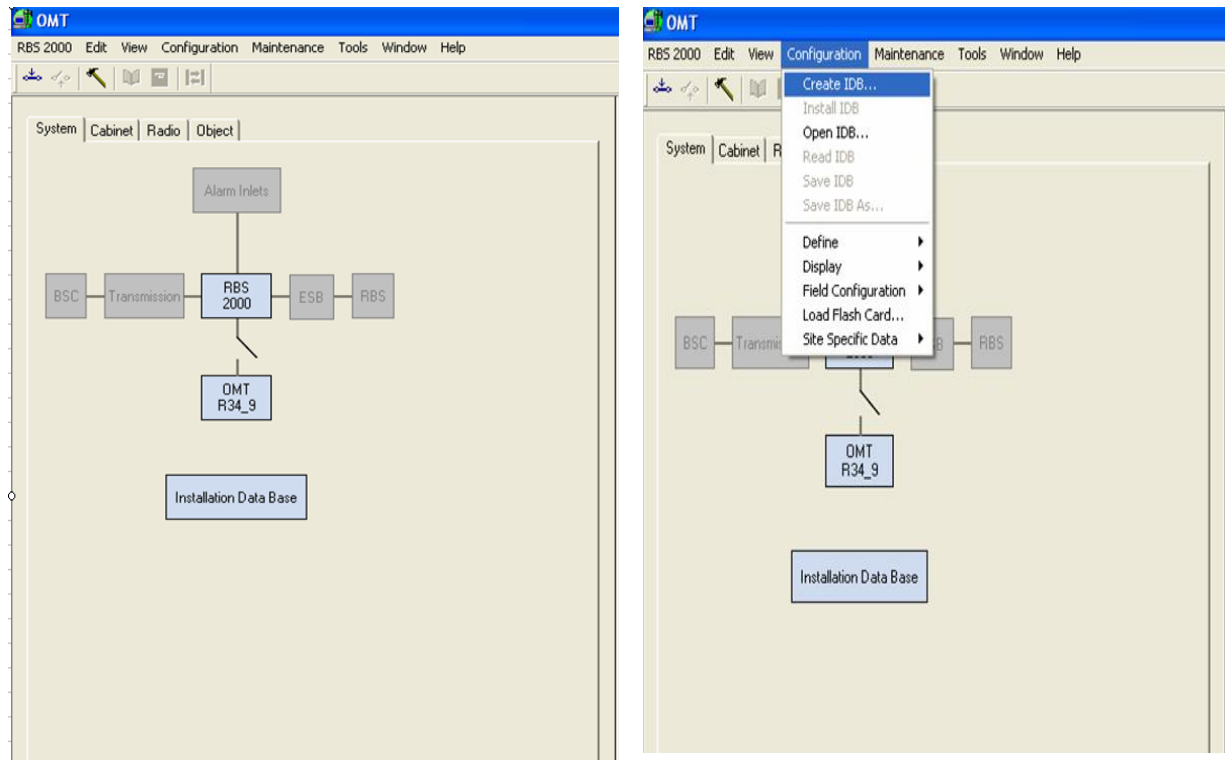 OMT
RBS 2000 Edit View Configuration Maintenance Tools Window Help
System Cabinet Radio Object
Alarm Inlets
BSC Transmission RBS 2000 ESB RBS
OMT
R34_9
Installation Data Base
OMT
RBS 2000 Edit View Configuration Maintenance Tools Window Help
Create IDB...
Install IDB
Open IDB...
Read IDB
Save IDB
Save IDB As...
Define
Display
Field Configuration
Load Flash Card...
Site Specific Data
System Cabinet R
BSC Transmis B RBS
OMT
R34_9
Installation Data Base